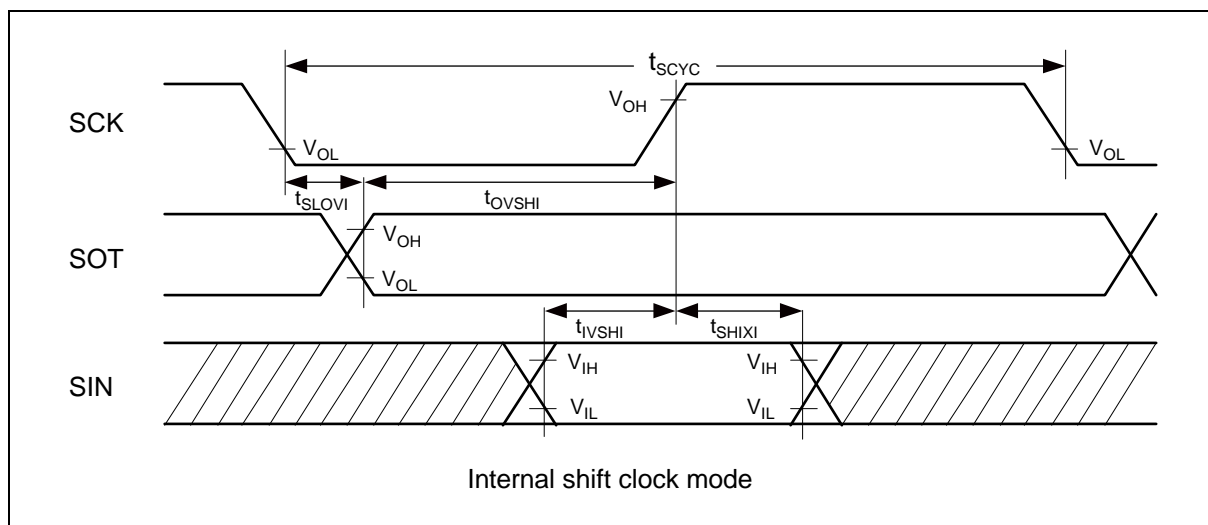 tSCYC
SCK
VOH
VOL
VOL
tSLOVI
tOVSHI
SOT
VOH
VOL
tIVSHI
tSHIXI
SIN
VIH
VIH
VIL
VIL
Internal shift clock mode